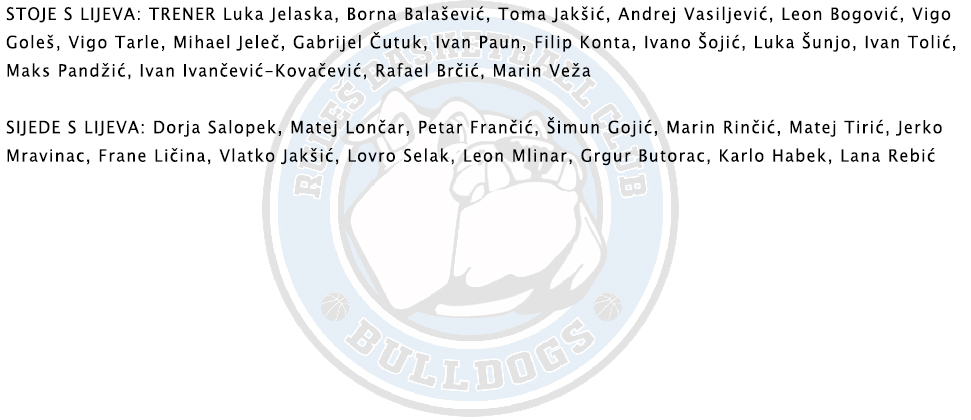 STOJE S LIJEVA: TRENER Luka Jelaska, Borna Balašević, Toma Jakšić, Andrej Vasiljević, Leon Bogović, Vigo
Goleš, Vigo Tarle, Mihael Jeleč, Gabrijel Čutuk, Ivan Paun, Filip Konta, Ivano Šojić, Luka Šunjo, Ivan Tolić,
Maks Pandžić, Ivan Ivančević-Kovačević, Rafael Brčić, Marin Veža
SIJEDE S LIJEVA: Dorja Salopek, Matej Lončar, Petar Frančić, Šimun Gojić, Marin Rinčić, Matej Tirić, Jerko
Mravinac, Frane Ličina, Vlatko Jakšić, Lovro Selak, Leon Mlinar, Grgur Butorac, Karlo Habek, Lana Rebić
RUGLEŠ BASKETBALL CLUB
BULLDOGS